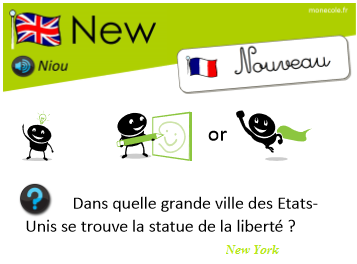 monecole.fr
New
Niou
Nouveau
or
?
Dans quelle grande ville des Etats-
Unis se trouve la statue de la liberté ?
New York